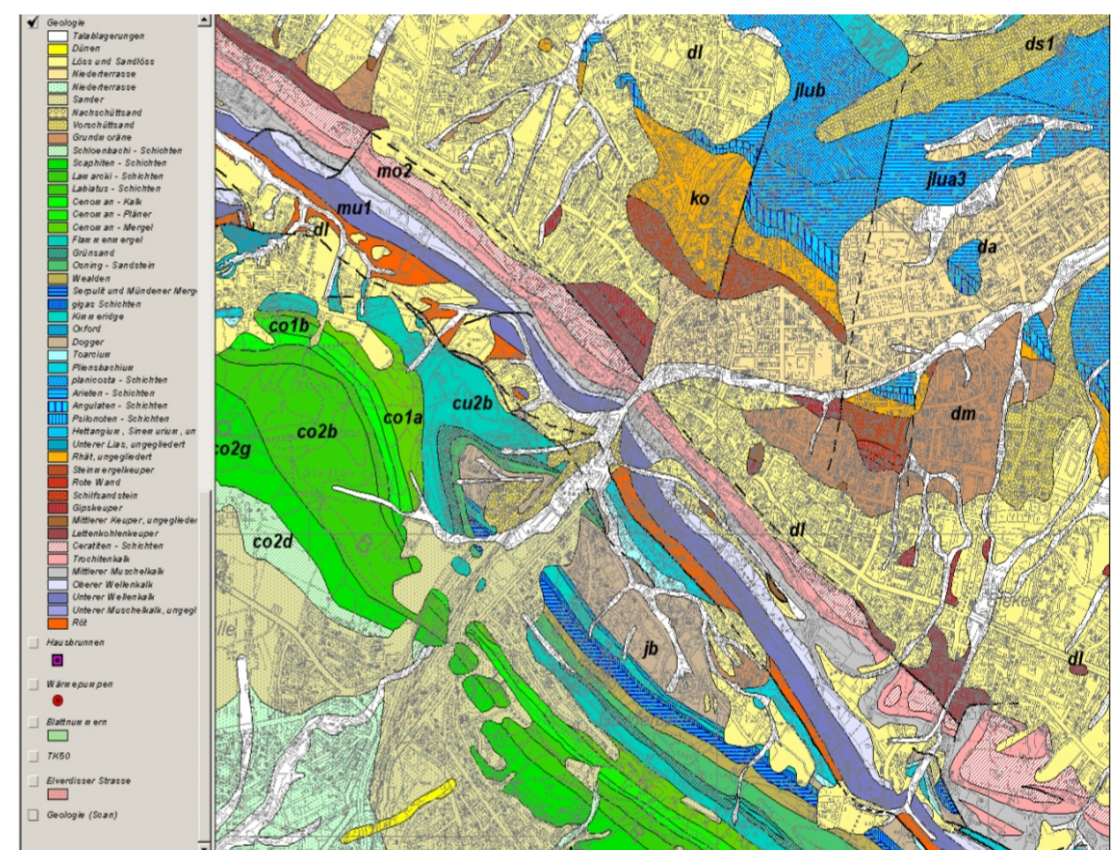 Geologie
Talablagerungen
Dünen
Löss und Sandlöss
Niederterrasse
Niederterrasse
Sander
Nachschüttsand
Vorschüttsand
Grundmoräne
Schloenbachi - Schichten
Scaphiten - Schichten
Lamarcki - Schichten
Labiatus - Schichten
Cenoman - Kalk
Cenoman - Pläner
Cenoman - Mergel
Flammenmergel
Grünsand
Osning - Sandstein
Wealden
Serpulit und Mündener Merge
gigas Schichten
Kimmeridge
Oxford
Dogger
Toarcium
Pliensbachium
planicosta - Schichten
Arieten - Schichten
Angulaten - Schichten
Psilonoten - Schichten
Hettangium, Sinemurium, un
Unterer Lias, ungegliedert
Rhät, ungegliedert
Steinmergelkeuper
Rote Wand
Schilfsandstein
Gipskeuper
Mittlerer Keuper, ungegliede
Lettenkohlenkeuper
Ceratiten - Schichten
Trochitenkalk
Mittlerer Muschelkalk
Oberer Wellenkalk
Unterer Wellenkalk
Unterer Muschelkalk, ungegl
Röt
Hausbrunnen
Wärmepumpen
Blattnummern
TK50
Elverdisser Strasse
Geologie (Scan)
dl
ds1
jlub
mo2
jlua3
ko
mu1
dl
da
co1b
cu2b
co1a
dm
co2b
co2g
dl
co2d
jb
dl